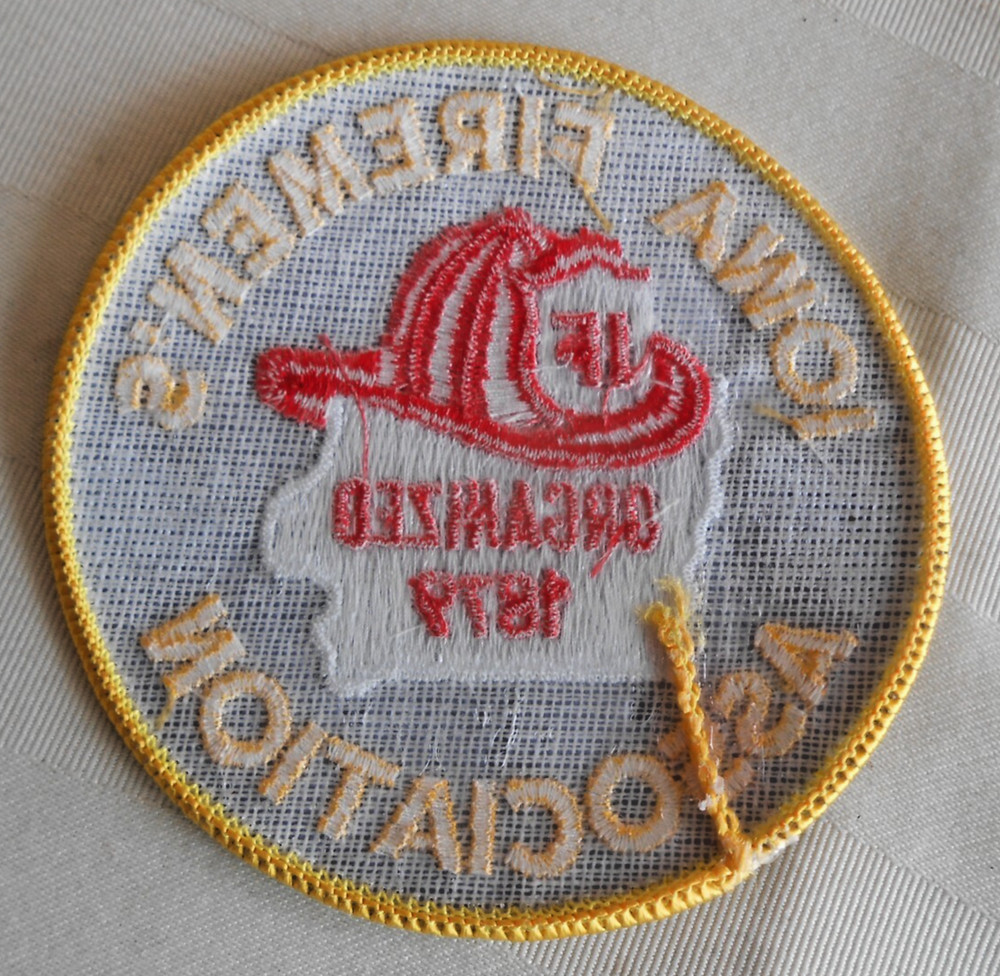 IOWA FIREMEN'S
IF
ORGANIZED
1879
ASSOCIATION